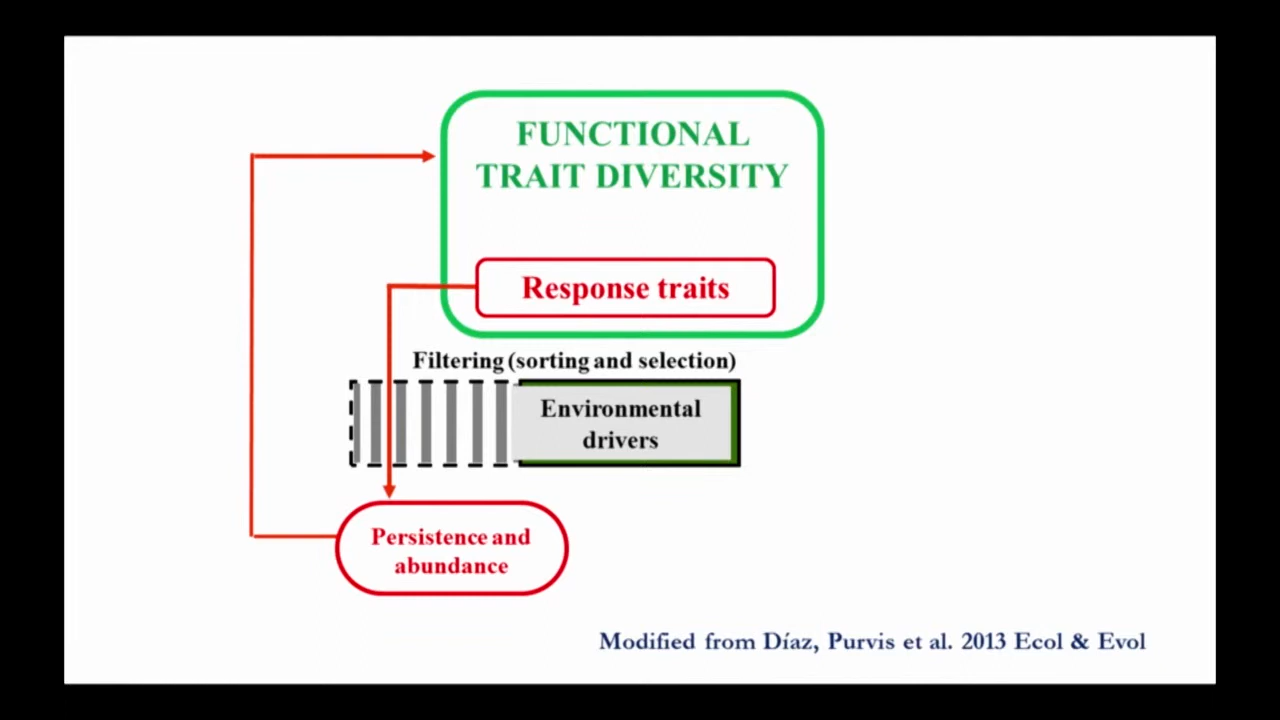 FUNCTIONAL
TRAIT DIVERSITY
Response traits
Filtering (sorting and selection)
Environmental
drivers
Persistence and
abundance
Modified from Díaz, Purvis et al. 2013 Ecol & Evol